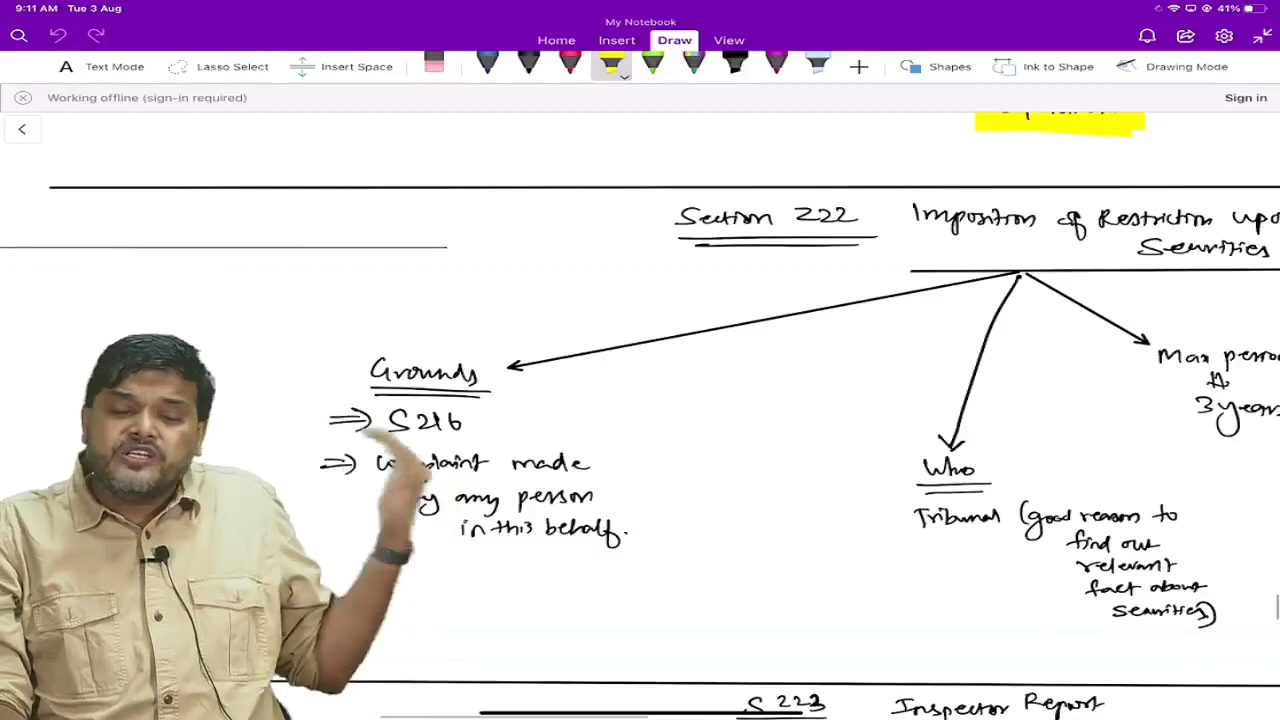 9:11 AM Tue 3 Aug
41%
My Notebook
Home Insert Draw View
Text Mode Lasso Select Insert Space Shapes Ink to Shape Drawing Mode
Working offline (sign-in required) Sign in
Section 222 Imposition of Restriction upo
Securities
Grounds
⇒ S 216
⇒ made
any person
in this behalf.
Who
Tribunal (good reason to
find out
relevant
fact about
securities)
Max perso
3 years
S 223 Inspector Report